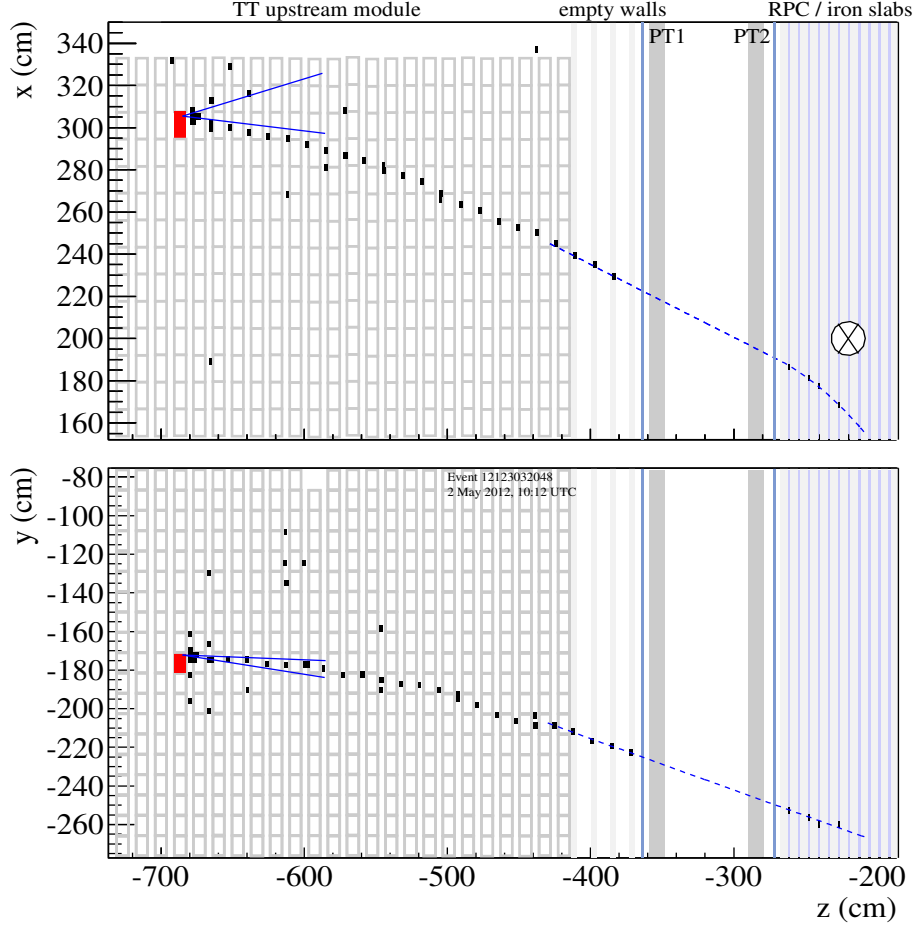 TT upstream module empty walls RPC / iron slabs
PT1 PT2
x (cm)
340
320
300
280
260
240
220
200
180
160
Event 12123032048
2 May 2012, 10:12 UTC
y (cm)
-80
-100
-120
-140
-160
-180
-200
-220
-240
-260
-700 -600 -500 -400 -300 -200
z (cm)